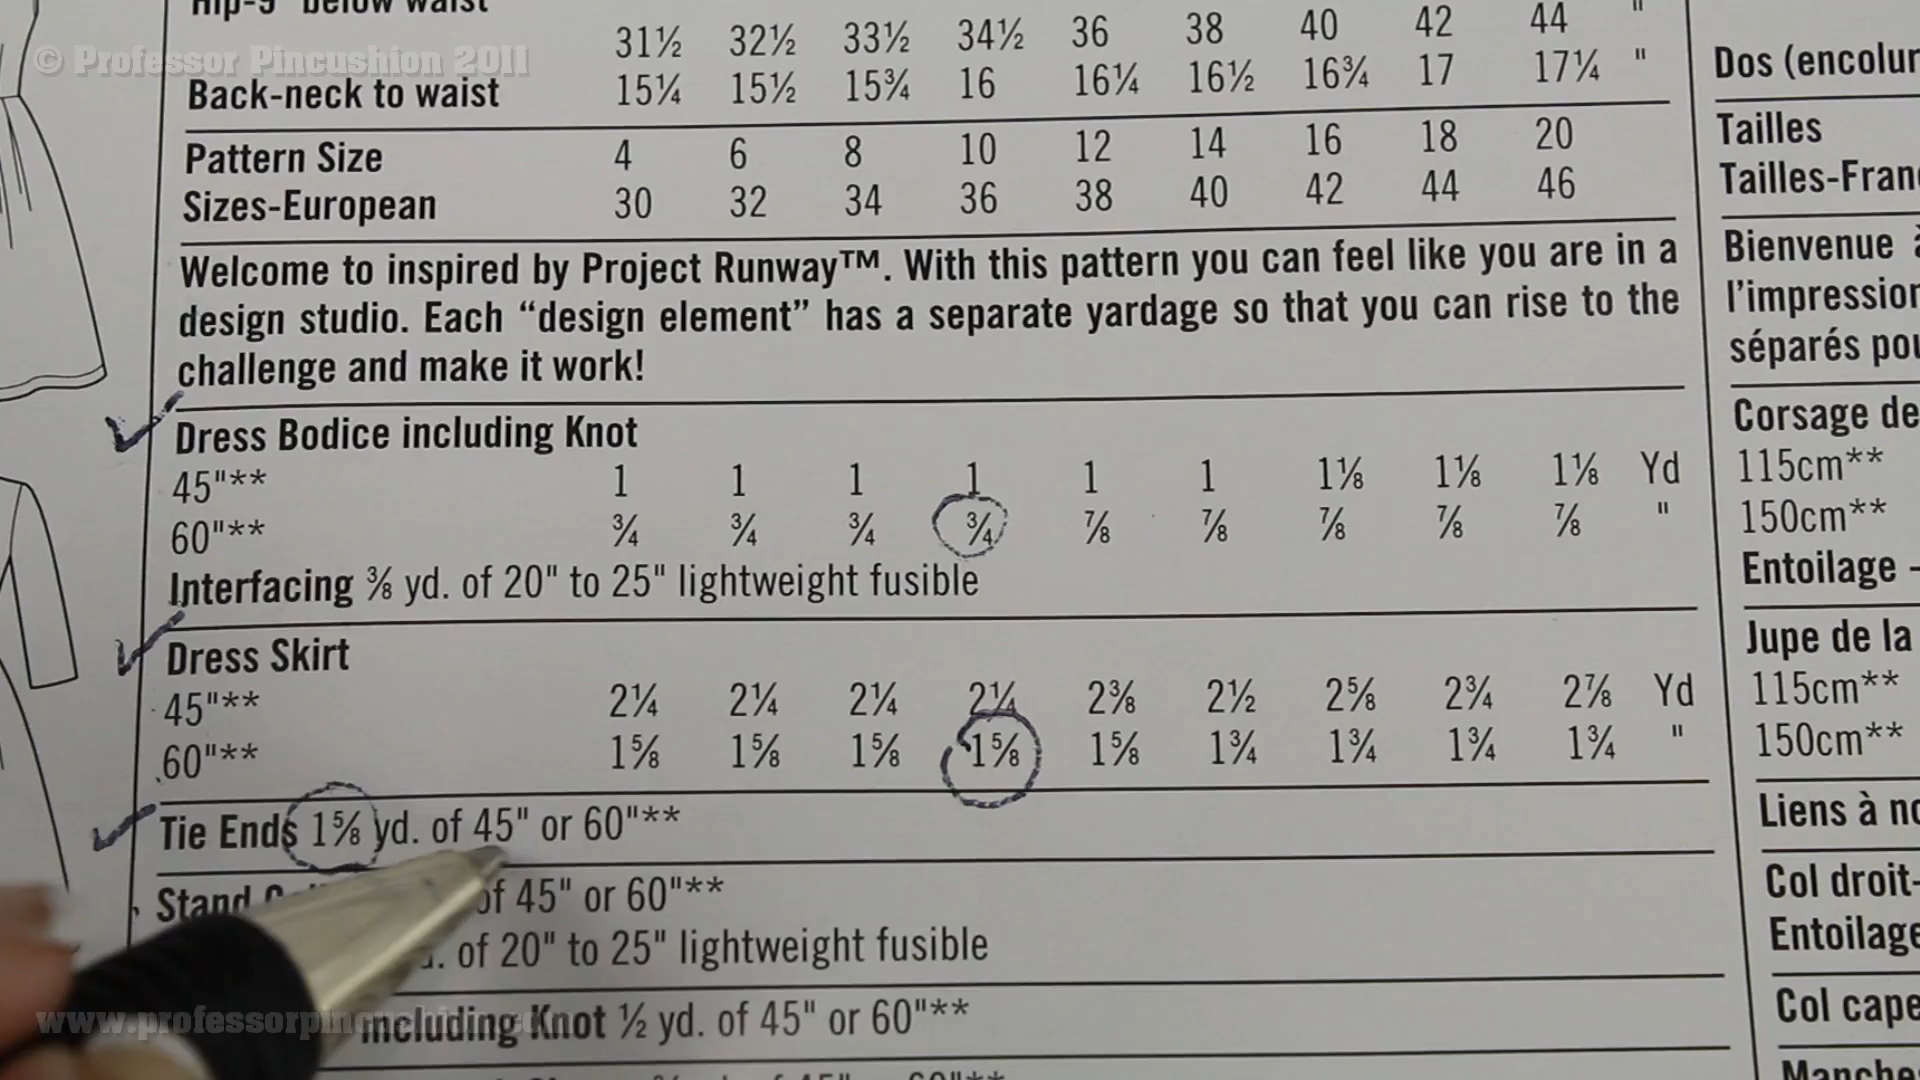 © Professor Pincushion 2011
Hip-9" below waist 31½ 32½ 33½ 34½ 36 38 40 42 44 "
Back-neck to waist 15¼ 15½ 15¾ 16 16¼ 16½ 16¾ 17 17¼ "
Pattern Size 4 6 8 10 12 14 16 18 20
Sizes-European 30 32 34 36 38 40 42 44 46
Welcome to inspired by Project Runway™. With this pattern you can feel like you are in a
design studio. Each “design element” has a separate yardage so that you can rise to the
challenge and make it work!
Dress Bodice including Knot
45"** 1 1 1 1 1 1 1⅛ 1⅛ 1⅛ Yd
60"** ¾ ¾ ¾ ¾ ⅞ ⅞ ⅞ ⅞ ⅞ "
Interfacing ⅜ yd. of 20" to 25" lightweight fusible
Dress Skirt
45"** 2¼ 2¼ 2¼ 2¼ 2⅜ 2½ 2⅝ 2¾ 2⅞ Yd
60"** 1⅝ 1⅝ 1⅝ 1⅝ 1⅝ 1¾ 1¾ 1¾ 1¾ "
Tie Ends 1⅝ yd. of 45" or 60"**
Stand of 45" or 60"**
of 20" to 25" lightweight fusible
including Knot ½ yd. of 45" or 60"**
Dos (encolur
Tailles
Tailles-Fran
Bienvenue à
l'impression
séparés pou
Corsage de
115cm**
150cm**
Entoilage -
Jupe de la
115cm**
150cm**
Liens à no
Col droit-
Entoilage
Col cape
Manche
www.professorpincushion.c